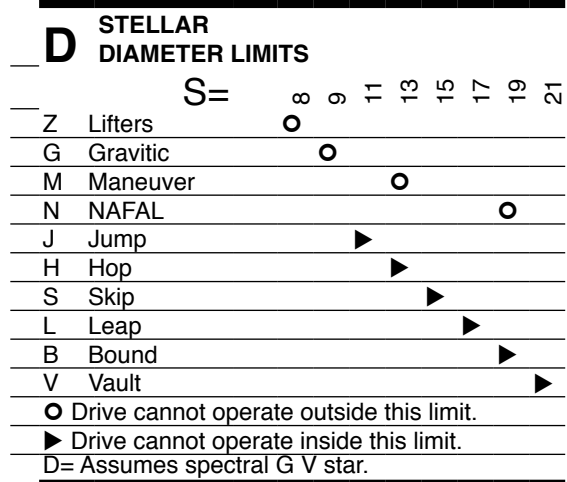 D STELLAR
DIAMETER LIMITS
S= 8 9 11 13 15 17 19 21
Z Lifters
G Gravitic
M Maneuver
N NAFAL
J Jump
H Hop
S Skip
L Leap
B Bound
V Vault
Drive cannot operate outside this limit.
Drive cannot operate inside this limit.
D= Assumes spectral G V star.